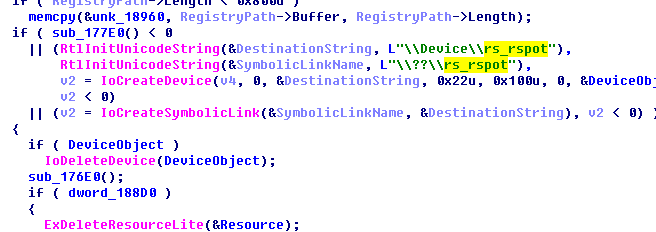 if ( RegistryPath->Length < 0x800u )
memcpy(&unk_18960, RegistryPath->Buffer, RegistryPath->Length);
if ( sub_177E0() < 0
|| (RtlInitUnicodeString(&DestinationString, L"\\Device\\rs_rspot"),
RtlInitUnicodeString(&SymbolicLinkName, L"\\??\\rs_rspot"),
v2 = IoCreateDevice(v4, 0, &DestinationString, 0x22u, 0x100u, 0, &DeviceObj
v2 < 0)
|| (v2 = IoCreateSymbolicLink(&SymbolicLinkName, &DestinationString), v2 < 0) )
{
if ( DeviceObject )
IoDeleteDevice(DeviceObject);
sub_176E0();
if ( dword_188D0 )
{
ExDeleteResourceLite(&Resource);